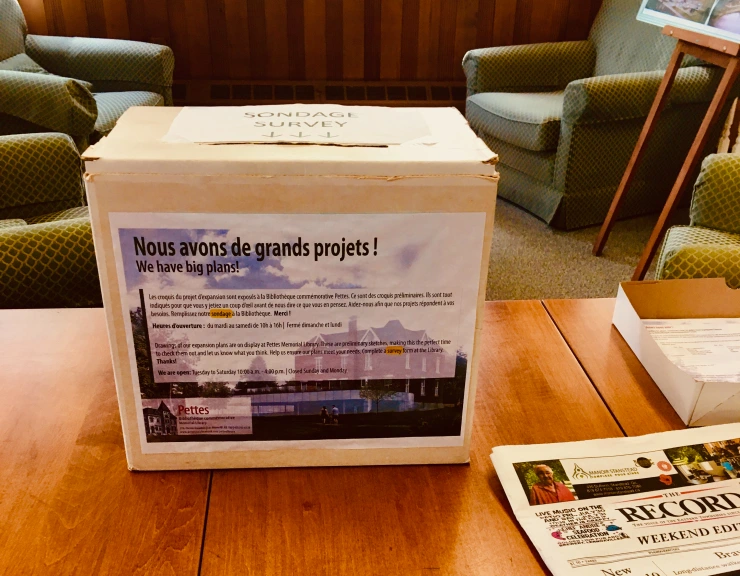 SONDAGE
SURVEY
Nous avons de grands projets !
We have big plans!
Les croquis du projet d'expansion sont exposés à la Bibliothèque commémorative Pettes. Ce sont des croquis préliminaires. Ils sont tout
indiqués pour que vous y jetiez un coup d'œil avant de nous dire ce que vous en pensez. Aidez-nous afin que nos projets répondent à vos
besoins. Remplissez notre sondage à la Bibliothèque. Merci !
Heures d'ouverture : du mardi au samedi de 10h à 16h | Fermé dimanche et lundi
Drawings of our expansion plans are on display at Pettes Memorial Library. These are preliminary sketches, making this the perfect time
to check them out and let us know what you think. Help us ensure our plans meet your needs. Complete a survey form at the Library.
Thanks!
We are open: Tuesday to Saturday 10:00 a.m. - 4:00 p.m. | Closed Sunday and Monday
Pettes
MANOIR STANSTEAD
THE
RECORD
WEEKEND EDI
LIVE MUSIC ON THE
SEAFOOD
CELEBRATION
New
Bra